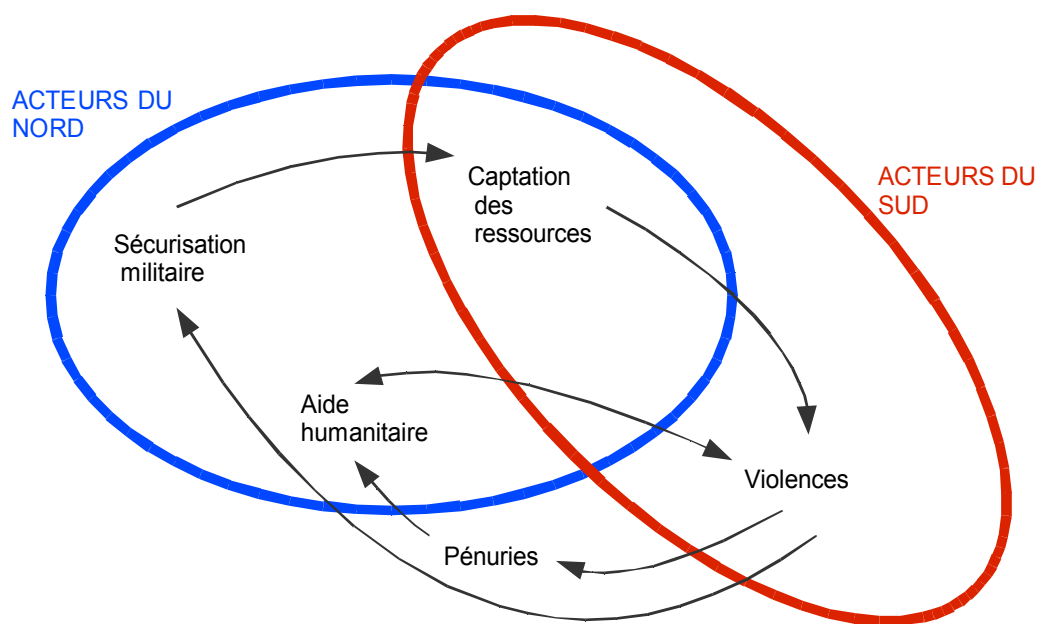 ACTEURS DU
NORD
Captation
des
ressources
ACTEURS DU
SUD
Sécurisation
militaire
Aide
humanitaire
Violences
Pénuries